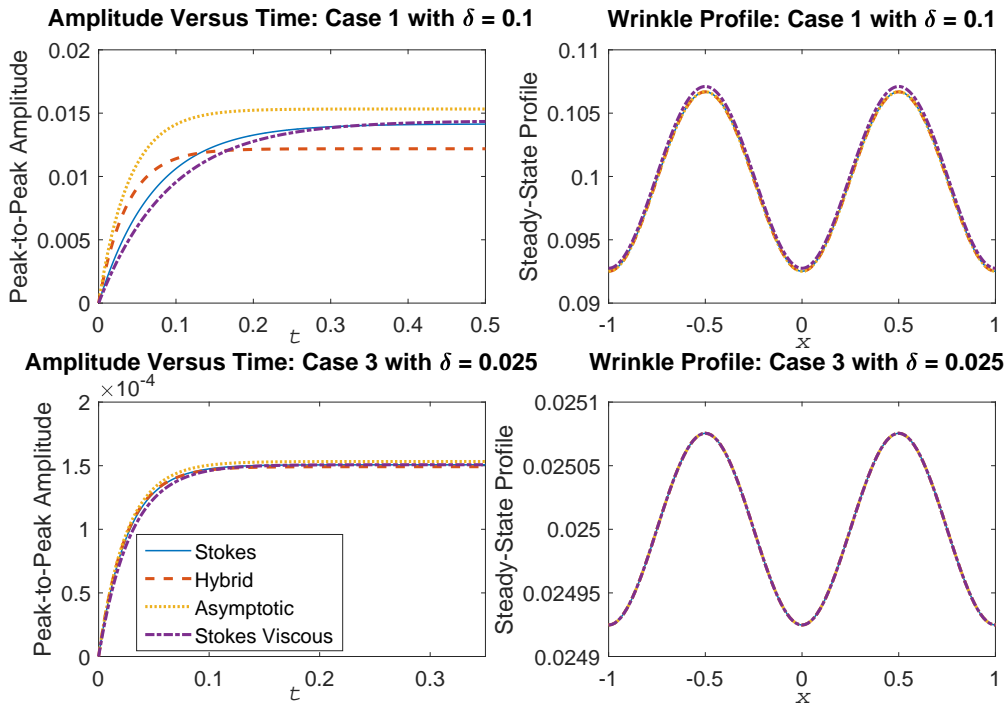 Amplitude Versus Time: Case 1 with δ = 0.1
Peak-to-Peak Amplitude
0.02
0.015
0.01
0.005
0
0 0.1 0.2 0.3 0.4 0.5
t
Wrinkle Profile: Case 1 with δ = 0.1
Steady-State Profile
0.11
0.105
0.1
0.095
0.09
-1 -0.5 0 0.5 1
x
Amplitude Versus Time: Case 3 with δ = 0.025
×10⁻⁴
Peak-to-Peak Amplitude
2
1.5
1
0.5
0
Stokes
Hybrid
Asymptotic
Stokes Viscous
0 0.1 0.2 0.3
t
Wrinkle Profile: Case 3 with δ = 0.025
Steady-State Profile
0.0251
0.02505
0.025
0.02495
0.0249
-1 -0.5 0 0.5 1
x